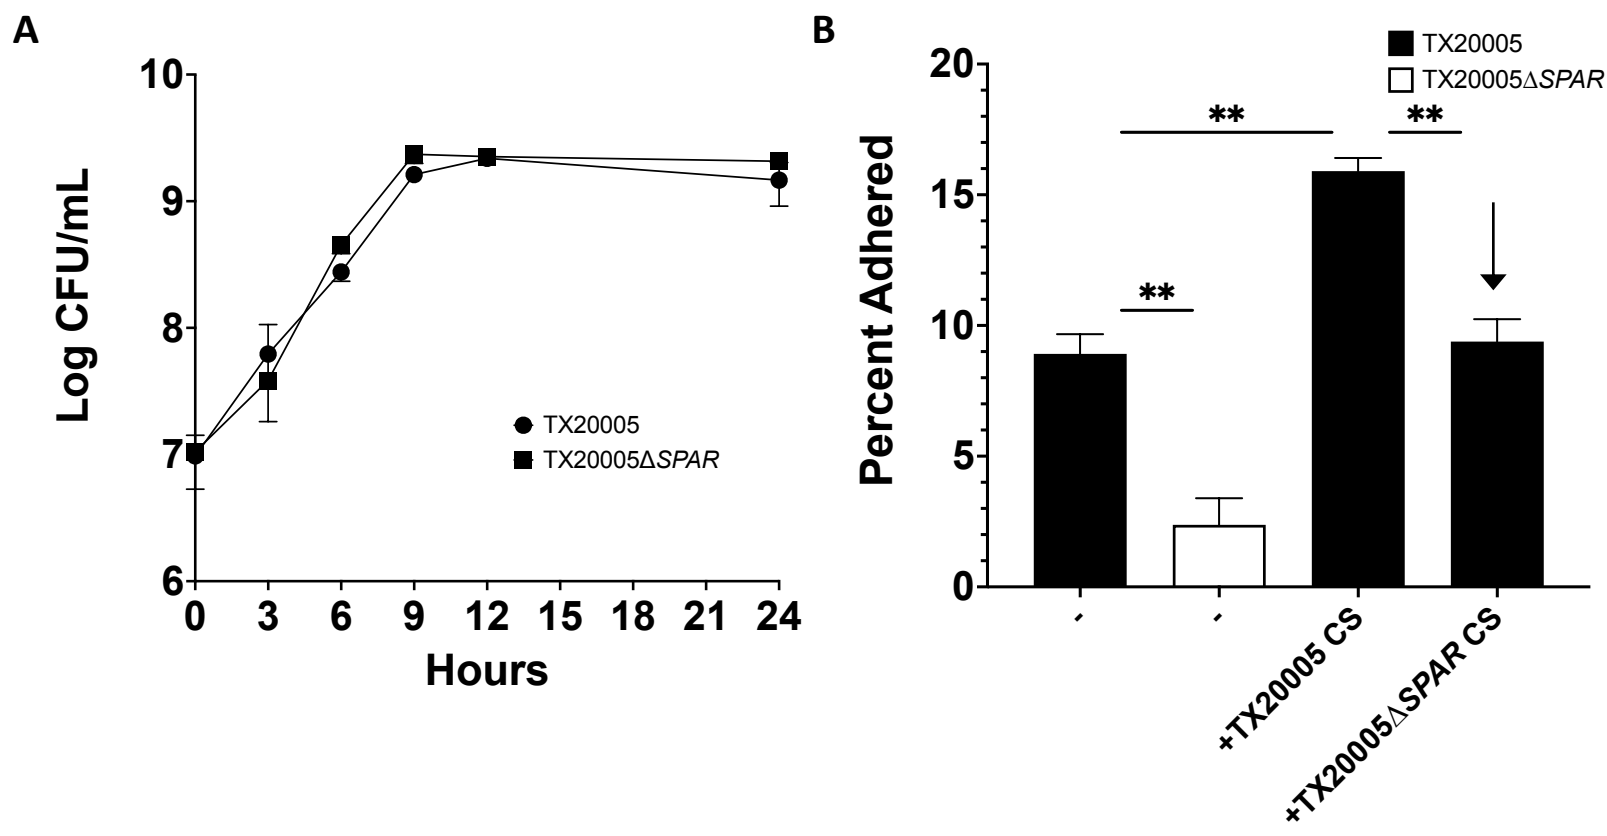 A
Log CFU/mL
10
9
8
7
6
0 3 6 9 12 15 18 21 24
Hours
TX20005
TX20005ΔSPAR
B
TX20005
TX20005ΔSPAR
Percent Adhered
20
15
10
5
0
**
**
**
-
-
+TX20005 CS
+TX20005ΔSPAR CS